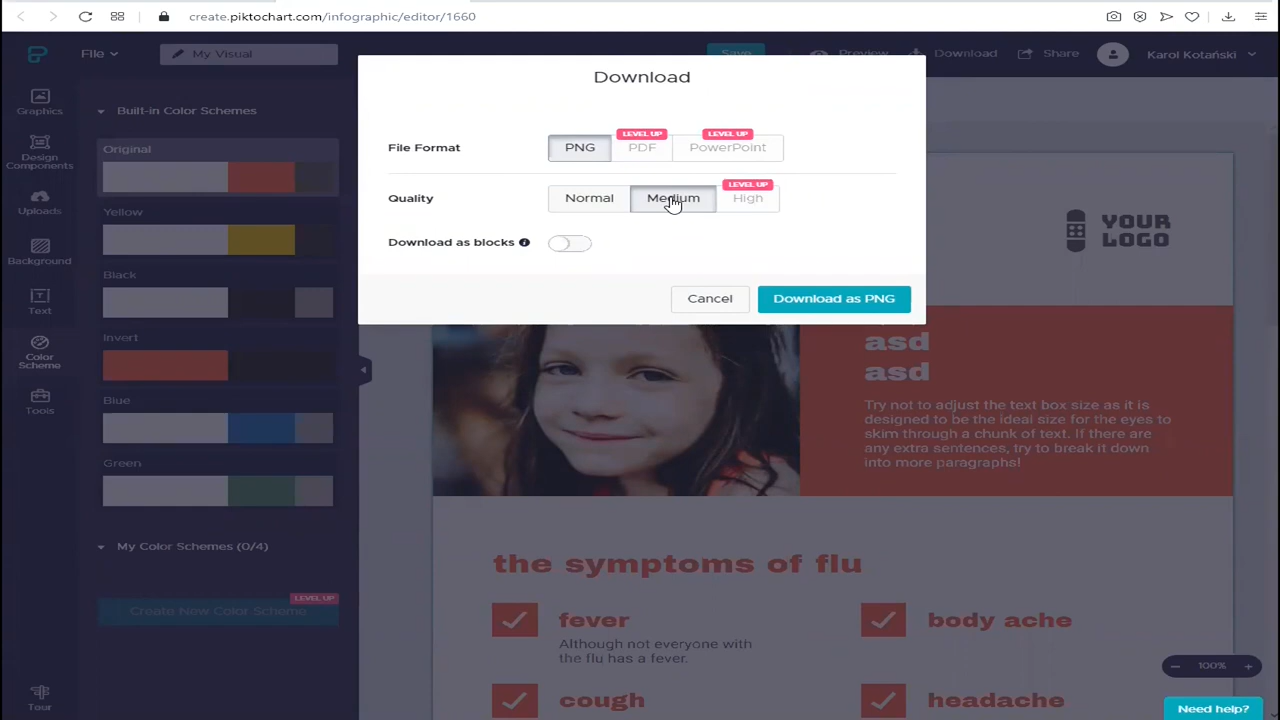 create.piktochart.com/infographic/editor/1660
File
My Visual
Save
Preview
Download
Share
Karol Kotański
Graphics
Design
Components
Uploads
Background
Text
Color
Scheme
Tools
Tour
Built-in Color Schemes
Original
Yellow
Black
Invert
Blue
Green
My Color Schemes (0/4)
LEVEL UP
Create New Color Scheme
Download
File Format
PNG
LEVEL UP
PDF
LEVEL UP
PowerPoint
Quality
Normal
Medium
LEVEL UP
High
Download as blocks
Cancel
Download as PNG
YOUR
LOGO
asd
asd
Try not to adjust the text box size as it is
designed to be the ideal size for the eyes to
skim through a chunk of text. If there are
any extra sentences, try to break it down
into more paragraphs!
the symptoms of flu
fever
Although not everyone with
the flu has a fever.
body ache
cough
headache
100%
Need help?